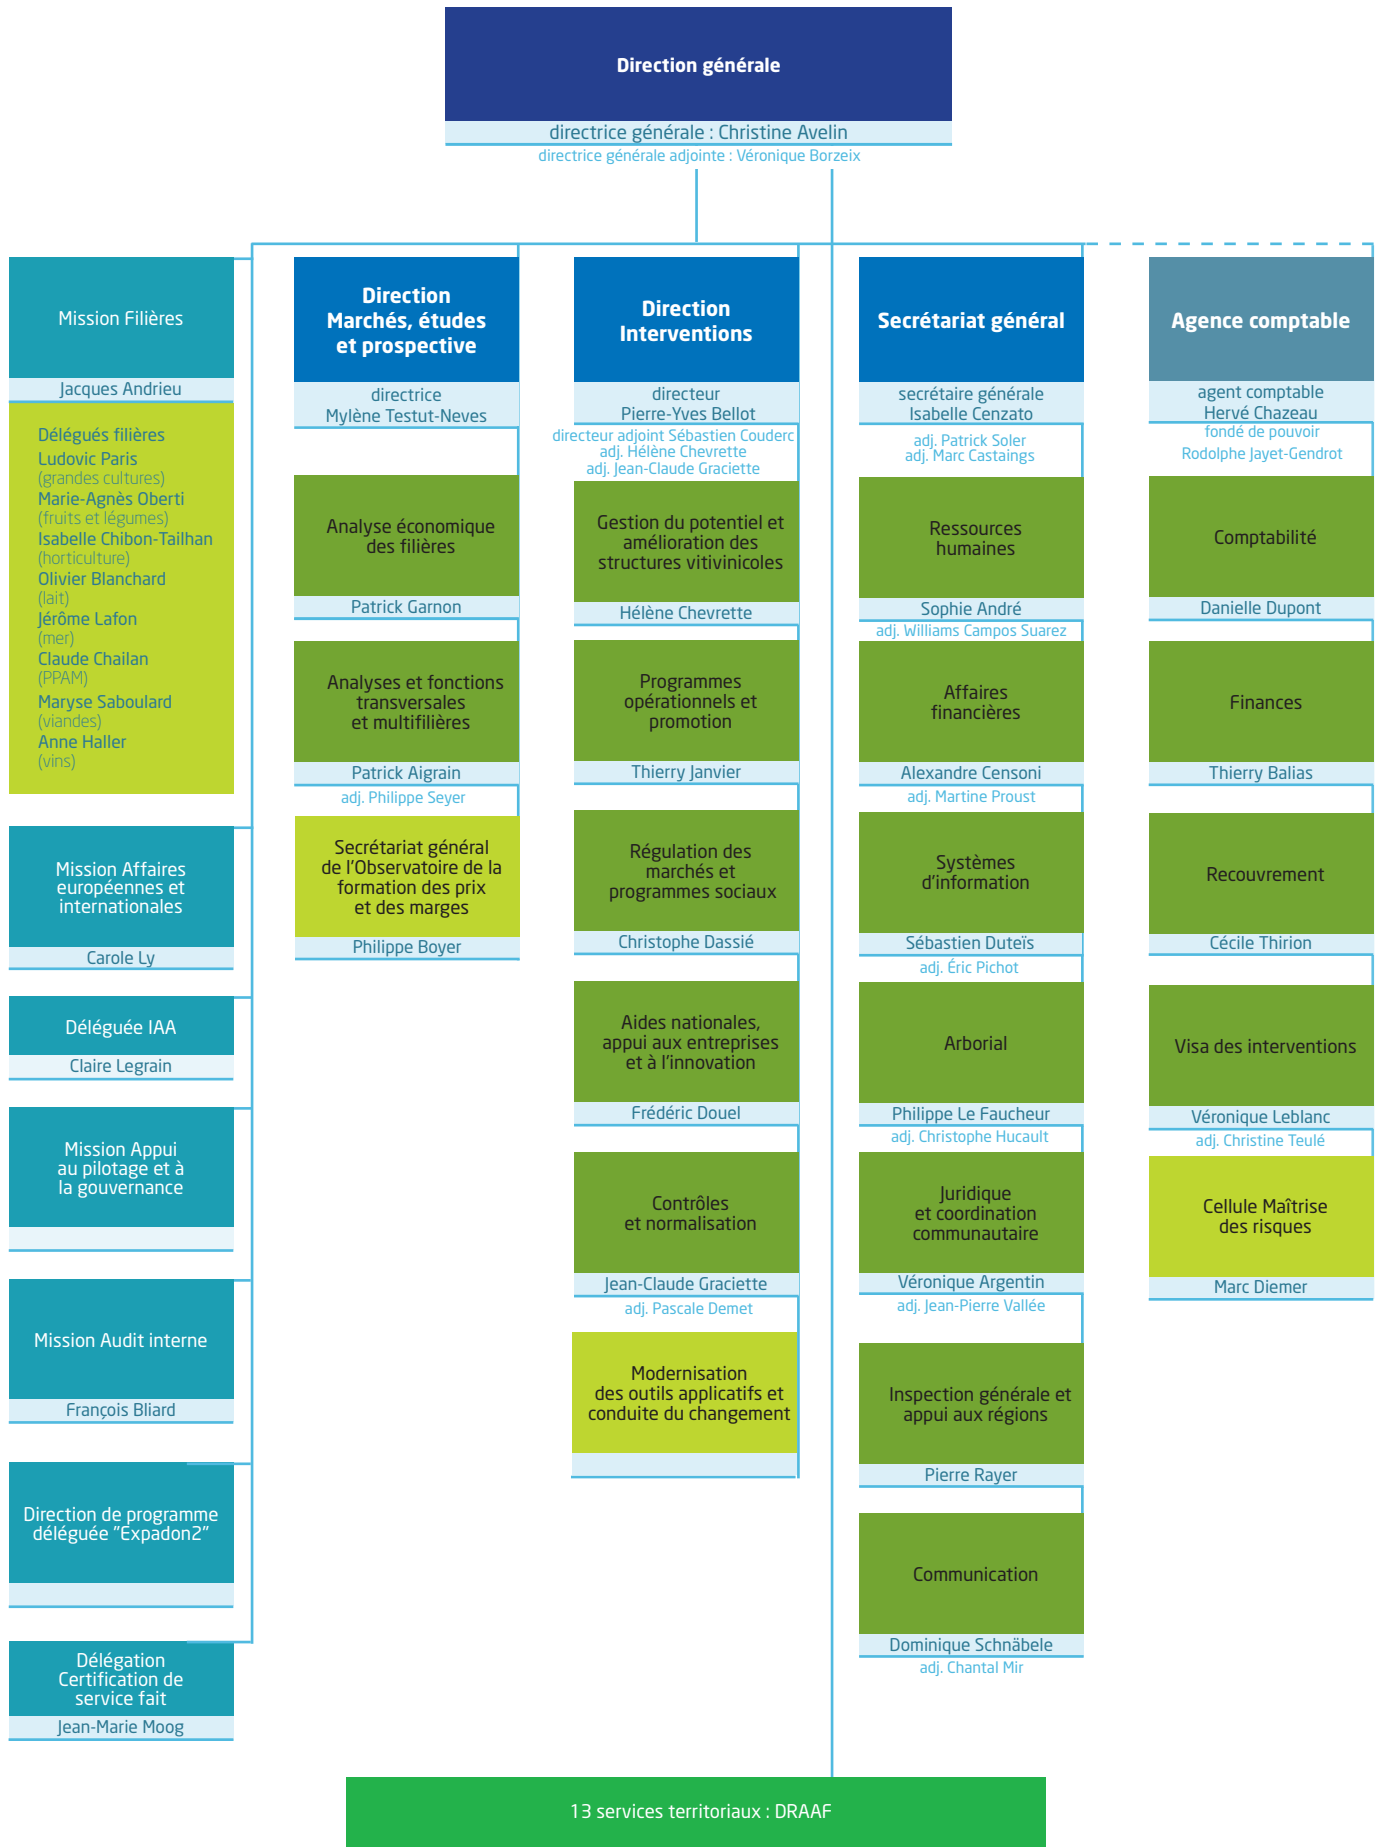 Direction générale
directrice générale : Christine Avelin
directrice générale adjointe : Véronique Borzeix
Mission Filières
Jacques Andrieu
Délégués filières
Ludovic Paris
(grandes cultures)
Marie-Agnès Oberti
(fruits et légumes)
Isabelle Chibon-Tailhan
(horticulture)
Olivier Blanchard
(lait)
Jérôme Lafon
(mer)
Claude Chailan
(PPAM)
Maryse Saboulard
(viandes)
Anne Haller
(vins)
Mission Affaires
européennes et
internationales
Carole Ly
Déléguée IAA
Claire Legrain
Mission Appui
au pilotage et à
la gouvernance
Mission Audit interne
François Bliard
Direction de programme
déléguée "Expadon2"
Délégation
Certification de
service fait
Jean-Marie Moog
Direction
Marchés, études
et prospective
directrice
Mylène Testut-Neves
Analyse économique
des filières
Patrick Garnon
Analyses et fonctions
transversales
et multifilières
Patrick Aigrain
adj. Philippe Seyer
Secrétariat général
de l'Observatoire de la
formation des prix
et des marges
Philippe Boyer
Direction
Interventions
directeur
Pierre-Yves Bellot
directeur adjoint Sébastien Couderc
adj. Hélène Chevrette
adj. Jean-Claude Graciette
Gestion du potentiel et
amélioration des
structures vitivinicoles
Hélène Chevrette
Programmes
opérationnels et
promotion
Thierry Janvier
Régulation des
marchés et
programmes sociaux
Christophe Dassié
Aides nationales,
appui aux entreprises
et à l'innovation
Frédéric Douel
Contrôles
et normalisation
Jean-Claude Graciette
adj. Pascale Demet
Modernisation
des outils applicatifs et
conduite du changement
Secrétariat général
secrétaire générale
Isabelle Cenzato
adj. Patrick Soler
adj. Marc Castaings
Ressources
humaines
Sophie André
adj. Williams Campos Suarez
Affaires
financières
Alexandre Censoni
adj. Martine Proust
Systèmes
d'information
Sébastien Duteïs
adj. Éric Pichot
Arborial
Philippe Le Faucheur
adj. Christophe Hucault
Juridique
et coordination
communautaire
Véronique Argentin
adj. Jean-Pierre Vallée
Inspection générale et
appui aux régions
Pierre Rayer
Communication
Dominique Schnäbele
adj. Chantal Mir
Agence comptable
agent comptable
Hervé Chazeau
fondé de pouvoir
Rodolphe Jayet-Gendrot
Comptabilité
Danielle Dupont
Finances
Thierry Balias
Recouvrement
Cécile Thirion
Visa des interventions
Véronique Leblanc
adj. Christine Teulé
Cellule Maîtrise
des risques
Marc Diemer
13 services territoriaux : DRAAF